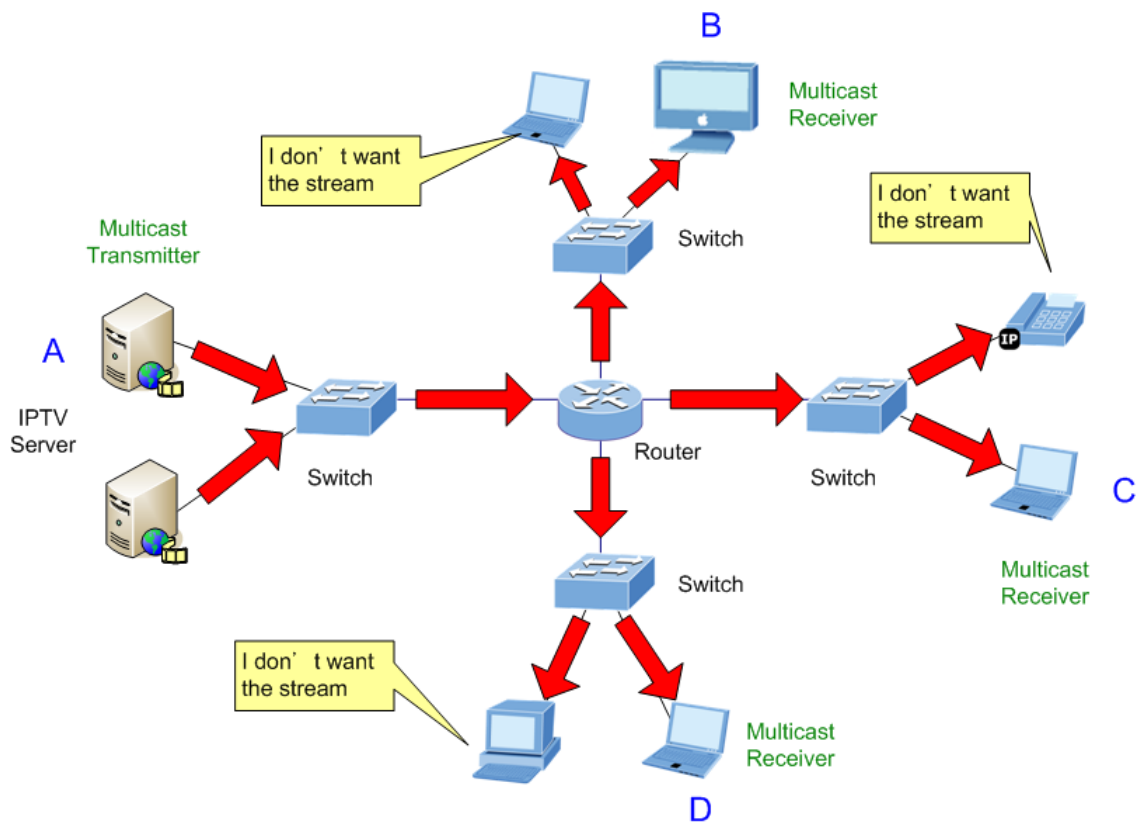 B
Multicast
Receiver
I don’t want
the stream
I don’t want
the stream
Multicast
Transmitter
Switch
A
IP
IPTV
Server
Router
Switch
Switch
C
Switch
Multicast
Receiver
I don’t want
the stream
Multicast
Receiver
D